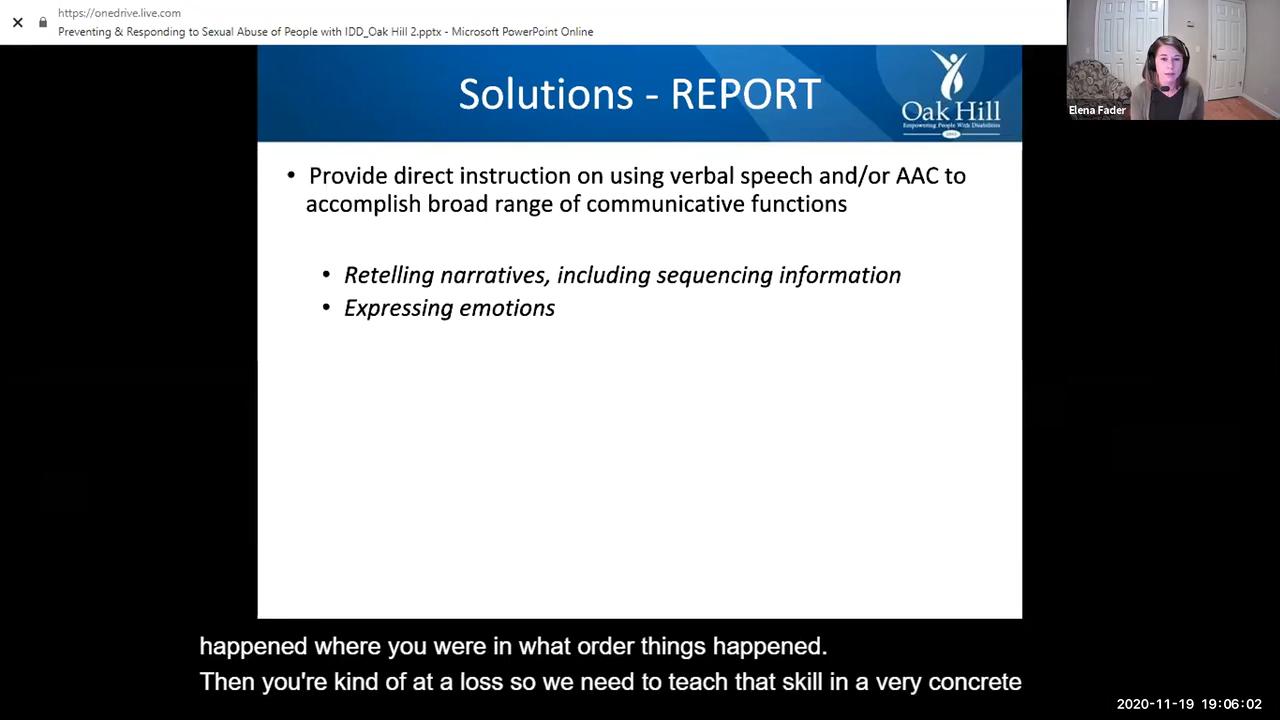 https://onedrive.live.com
Preventing & Responding to Sexual Abuse of People with IDD_Oak Hill 2.pptx - Microsoft PowerPoint Online
Elena Fader
Solutions - REPORT
Oak Hill
Empowering People With Disabilities
• Provide direct instruction on using verbal speech and/or AAC to
accomplish broad range of communicative functions
• Retelling narratives, including sequencing information
• Expressing emotions
happened where you were in what order things happened.
Then you're kind of at a loss so we need to teach that skill in a very concrete
2020-11-19 19:06:02